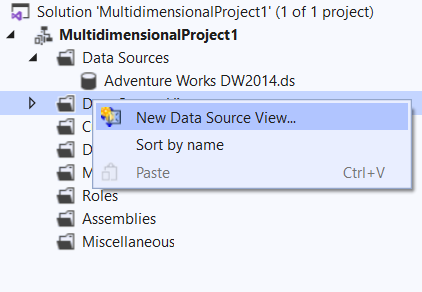 Solution 'MultidimensionalProject1' (1 of 1 project)
MultidimensionalProject1
Data Sources
Adventure Works DW2014.ds
New Data Source View...
Sort by name
Paste Ctrl+V
Roles
Assemblies
Miscellaneous